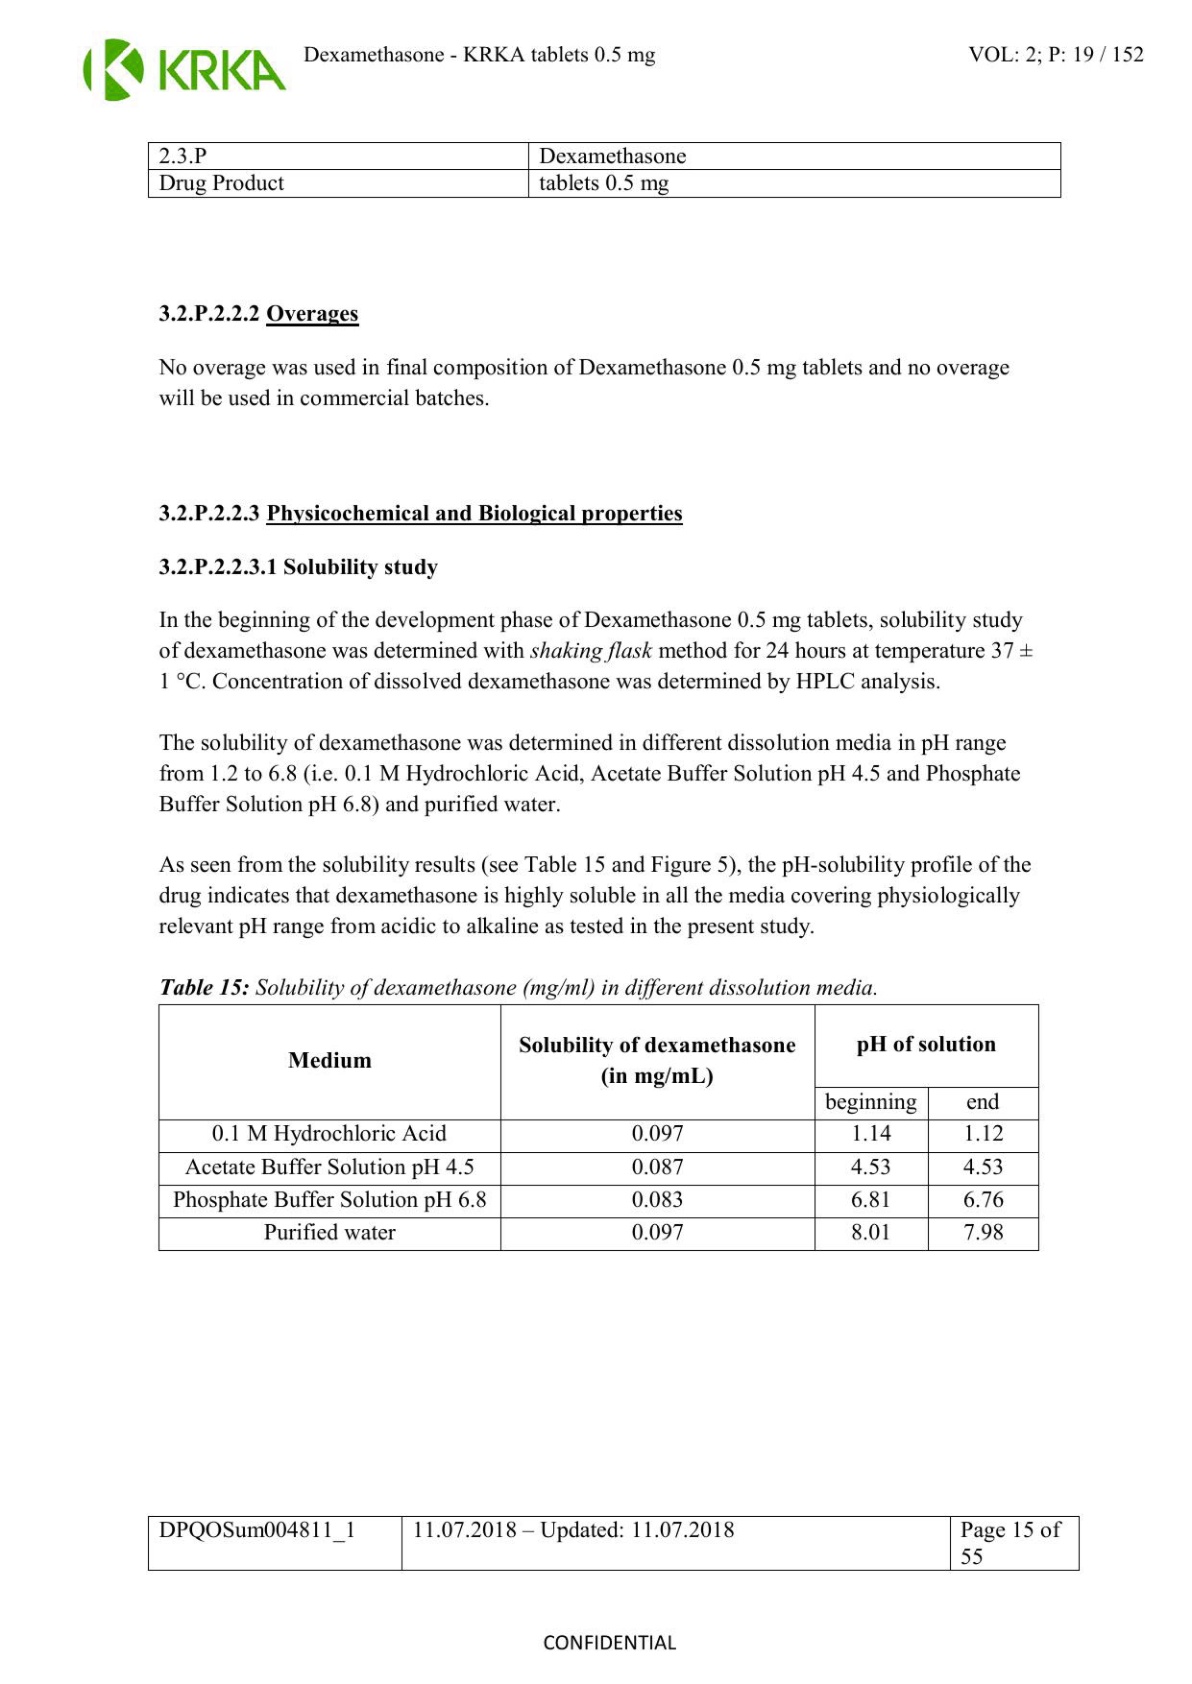 KRKA
Dexamethasone - KRKA tablets 0.5 mg
VOL: 2; P: 19 / 152
2.3.P Dexamethasone
Drug Product tablets 0.5 mg
3.2.P.2.2.2 Overages
No overage was used in final composition of Dexamethasone 0.5 mg tablets and no overage
will be used in commercial batches.
3.2.P.2.2.3 Physicochemical and Biological properties
3.2.P.2.2.3.1 Solubility study
In the beginning of the development phase of Dexamethasone 0.5 mg tablets, solubility study
of dexamethasone was determined with shaking flask method for 24 hours at temperature 37 ±
1 °C. Concentration of dissolved dexamethasone was determined by HPLC analysis.
The solubility of dexamethasone was determined in different dissolution media in pH range
from 1.2 to 6.8 (i.e. 0.1 M Hydrochloric Acid, Acetate Buffer Solution pH 4.5 and Phosphate
Buffer Solution pH 6.8) and purified water.
As seen from the solubility results (see Table 15 and Figure 5), the pH-solubility profile of the
drug indicates that dexamethasone is highly soluble in all the media covering physiologically
relevant pH range from acidic to alkaline as tested in the present study.
Table 15: Solubility of dexamethasone (mg/ml) in different dissolution media.
Medium
Solubility of dexamethasone
(in mg/mL)
pH of solution
beginning end
0.1 M Hydrochloric Acid 0.097 1.14 1.12
Acetate Buffer Solution pH 4.5 0.087 4.53 4.53
Phosphate Buffer Solution pH 6.8 0.083 6.81 6.76
Purified water 0.097 8.01 7.98
DPQOSum004811_1 11.07.2018 – Updated: 11.07.2018 Page 15 of
55
CONFIDENTIAL